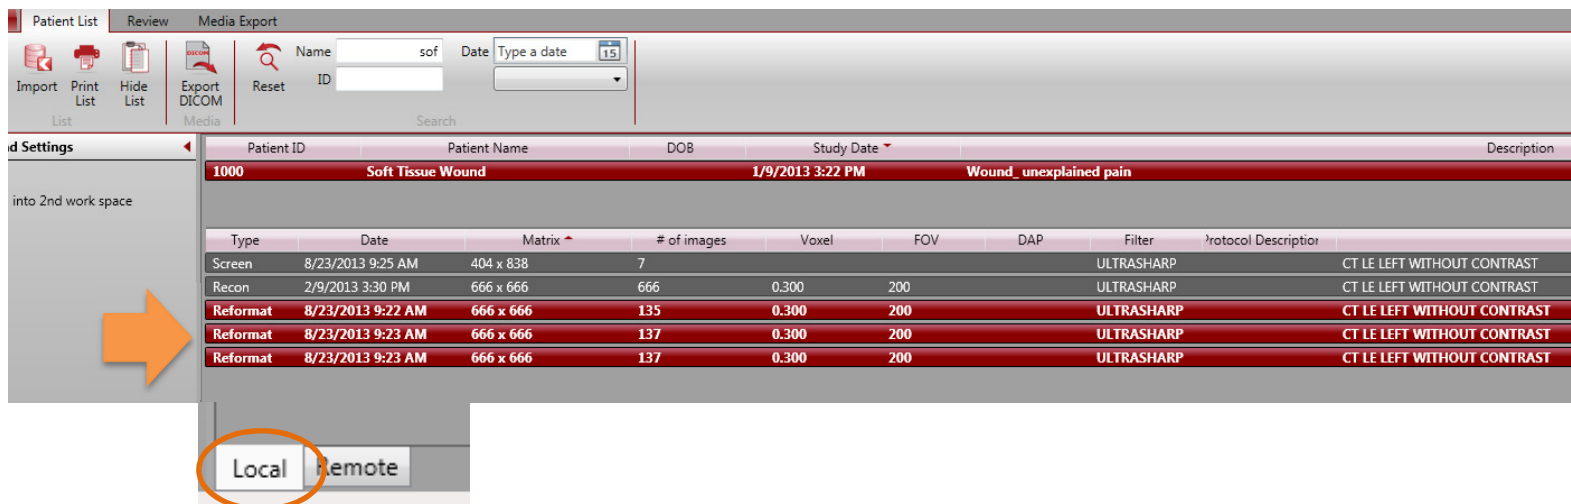 Patient List Review Media Export
DICOM
Name sof Date Type a date 15
Import Print List Hide List Export DICOM Reset ID
List Media Search
d Settings Patient ID Patient Name DOB Study Date Description
1000 Soft Tissue Wound 1/9/2013 3:22 PM Wound_ unexplained pain
into 2nd work space
Type Date Matrix # of images Voxel FOV DAP Filter Protocol Description
Screen 8/23/2013 9:25 AM 404 x 838 7 ULTRASHARP CT LE LEFT WITHOUT CONTRAST
Recon 2/9/2013 3:30 PM 666 x 666 666 0.300 200 ULTRASHARP CT LE LEFT WITHOUT CONTRAST
Reformat 8/23/2013 9:22 AM 666 x 666 135 0.300 200 ULTRASHARP CT LE LEFT WITHOUT CONTRAST
Reformat 8/23/2013 9:23 AM 666 x 666 137 0.300 200 ULTRASHARP CT LE LEFT WITHOUT CONTRAST
Reformat 8/23/2013 9:23 AM 666 x 666 137 0.300 200 ULTRASHARP CT LE LEFT WITHOUT CONTRAST
Local Remote